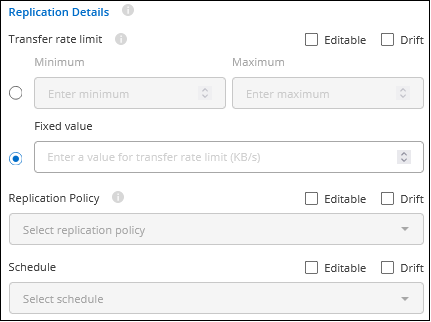 Replication Details
Transfer rate limit Editable Drift
Minimum Maximum
Enter minimum Enter maximum
Fixed value
Enter a value for transfer rate limit (KB/s)
Replication Policy Editable Drift
Select replication policy
Schedule Editable Drift
Select schedule